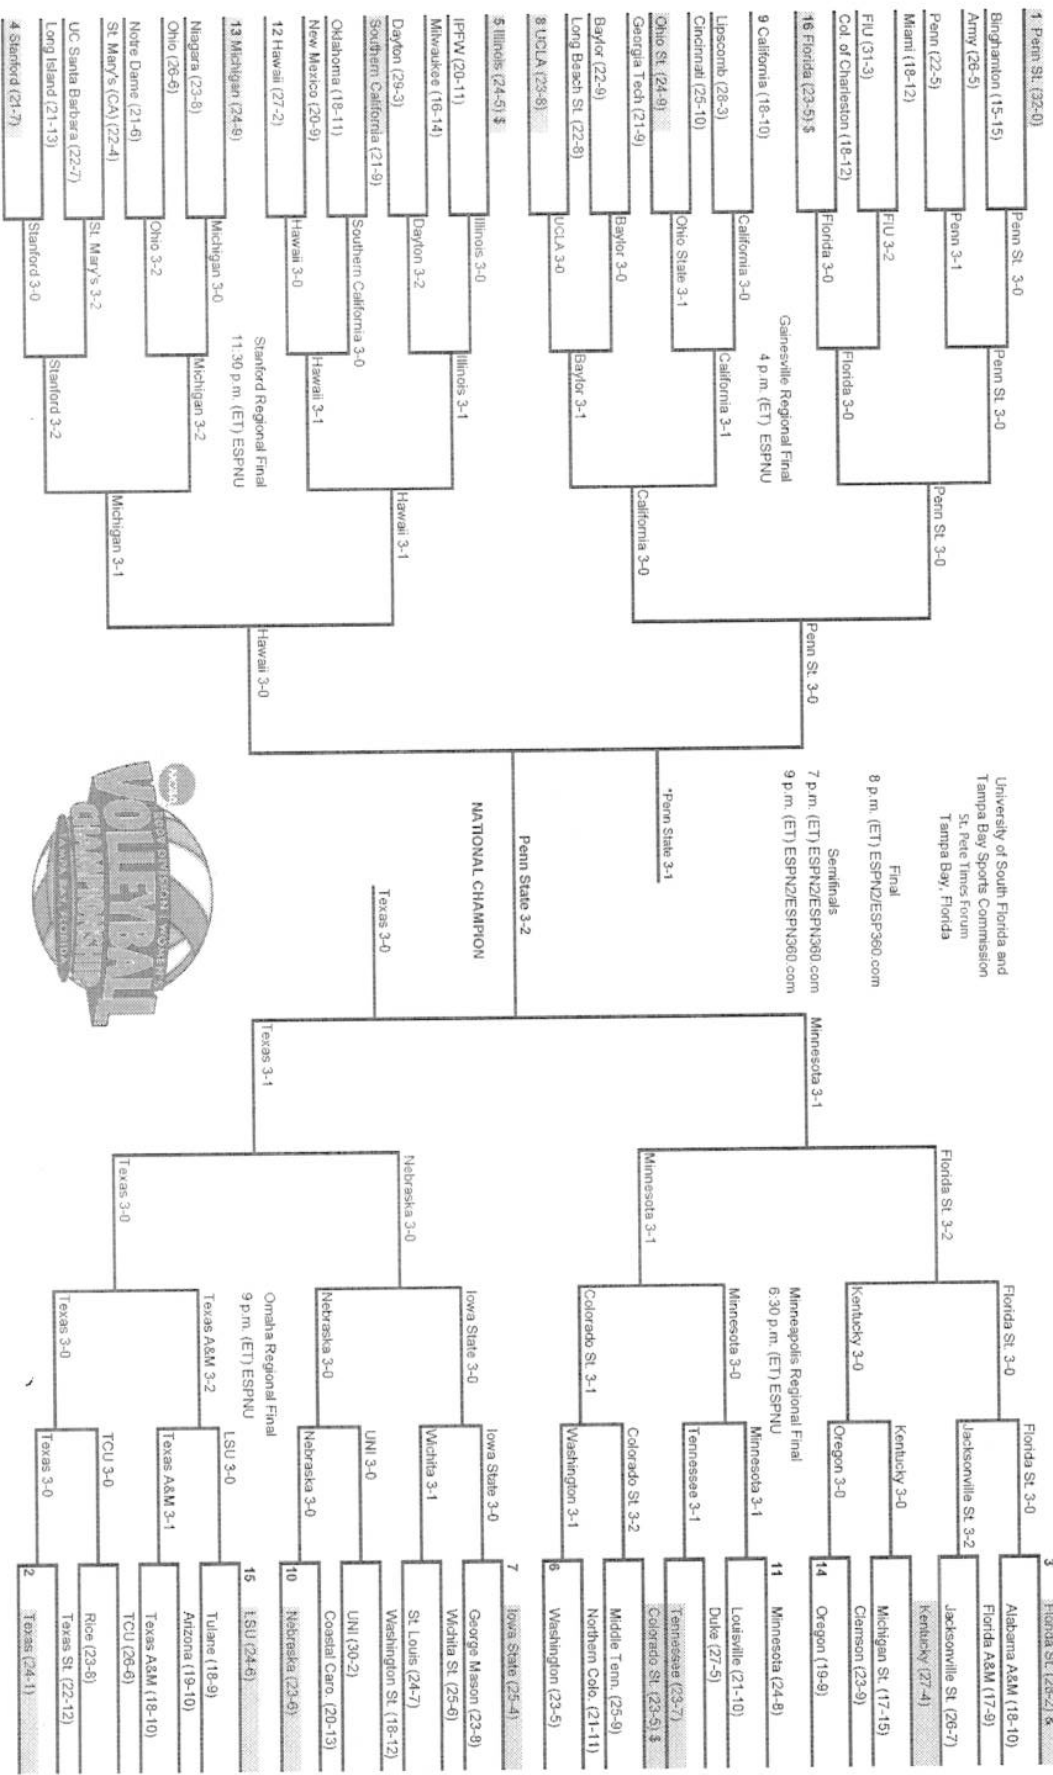 1 Penn St. (32-0)
Binghamton (15-15)
Army (26-5)
Penn (22-5)
Miami (18-12)
FIU (31-3)
Col. of Charleston (18-12)
16 Florida (23-5) $
9 California (18-10)
Lipscomb (28-3)
Cincinnati (25-10)
Ohio St. (24-9)
Georgia Tech (21-9)
Baylor (22-9)
Long Beach St. (22-8)
8 UCLA (23-8)
5 Illinois (24-5) $
IPFW (20-11)
Milwaukee (16-14)
Dayton (29-3)
Southern California (21-9)
Oklahoma (18-11)
New Mexico (20-9)
12 Hawaii (27-2)
13 Michigan (24-9)
Niagara (23-8)
Ohio (26-6)
Notre Dame (21-6)
St. Mary's (CA) (22-4)
UC Santa Barbara (22-7)
Long Island (21-13)
4 Stanford (21-7)
Penn St. 3-0
Penn 3-1
FIU 3-2
Florida 3-0
California 3-0
Ohio State 3-1
Baylor 3-0
UCLA 3-0
Illinois 3-0
Dayton 3-2
Southern California 3-0
Hawaii 3-0
Michigan 3-0
Ohio 3-2
St. Mary's 3-2
Stanford 3-0
Penn St. 3-0
Florida 3-0
Gainesville Regional Final
4 p.m. (ET) ESPNU
California 3-1
Baylor 3-1
Illinois 3-1
Hawaii 3-1
Stanford Regional Final
11:30 p.m. (ET) ESPNU
Michigan 3-2
Stanford 3-2
Penn St. 3-0
California 3-0
Hawaii 3-1
Michigan 3-1
Penn St. 3-0
Hawaii 3-0
University of South Florida and
Tampa Bay Sports Commission
St. Pete Times Forum
Tampa Bay, Florida
Final
8 p.m. (ET) ESPN2/ESP360.com
Semifinals
7 p.m. (ET) ESPN2/ESPN360.com
9 p.m. (ET) ESPN2/ESPN360.com
*Penn State 3-1
Penn State 3-2
NATIONAL CHAMPION
Texas 3-0
NCAA
2009 DIVISION I WOMEN'S
VOLLEYBALL
CHAMPIONSHIP
TAMPA BAY, FLORIDA
Minnesota 3-1
Texas 3-1
Florida St. 3-2
Minnesota 3-1
Nebraska 3-0
Texas 3-0
Florida St. 3-0
Kentucky 3-0
Minneapolis Regional Final
6:30 p.m. (ET) ESPNU
Minnesota 3-0
Colorado St. 3-1
Iowa State 3-0
Nebraska 3-0
Omaha Regional Final
9 p.m. (ET) ESPNU
Texas A&M 3-2
Texas 3-0
Florida St. 3-0
Jacksonville St. 3-2
Kentucky 3-0
Oregon 3-0
Minnesota 3-1
Tennessee 3-1
Colorado St. 3-2
Washington 3-1
Iowa State 3-0
Wichita 3-1
UNI 3-0
Nebraska 3-0
LSU 3-0
Texas A&M 3-1
TCU 3-0
Texas 3-0
3 Florida St. (26-2) &
Alabama A&M (18-10)
Florida A&M (17-9)
Jacksonville St. (26-7)
Kentucky (27-4)
Michigan St. (17-15)
Clemson (23-9)
14 Oregon (19-9)
11 Minnesota (24-8)
Louisville (21-10)
Duke (27-5)
Tennessee (23-7)
Colorado St. (23-5) $
Middle Tenn. (25-9)
Northern Colo. (21-11)
6 Washington (23-5)
7 Iowa State (25-4)
George Mason (23-8)
Wichita St. (25-6)
St. Louis (24-7)
Washington St. (18-12)
UNI (30-2)
Coastal Caro. (20-13)
10 Nebraska (23-6)
15 LSU (24-6)
Tulane (18-9)
Arizona (19-10)
Texas A&M (18-10)
TCU (26-6)
Rice (23-8)
Texas St. (22-12)
2 Texas (24-1)